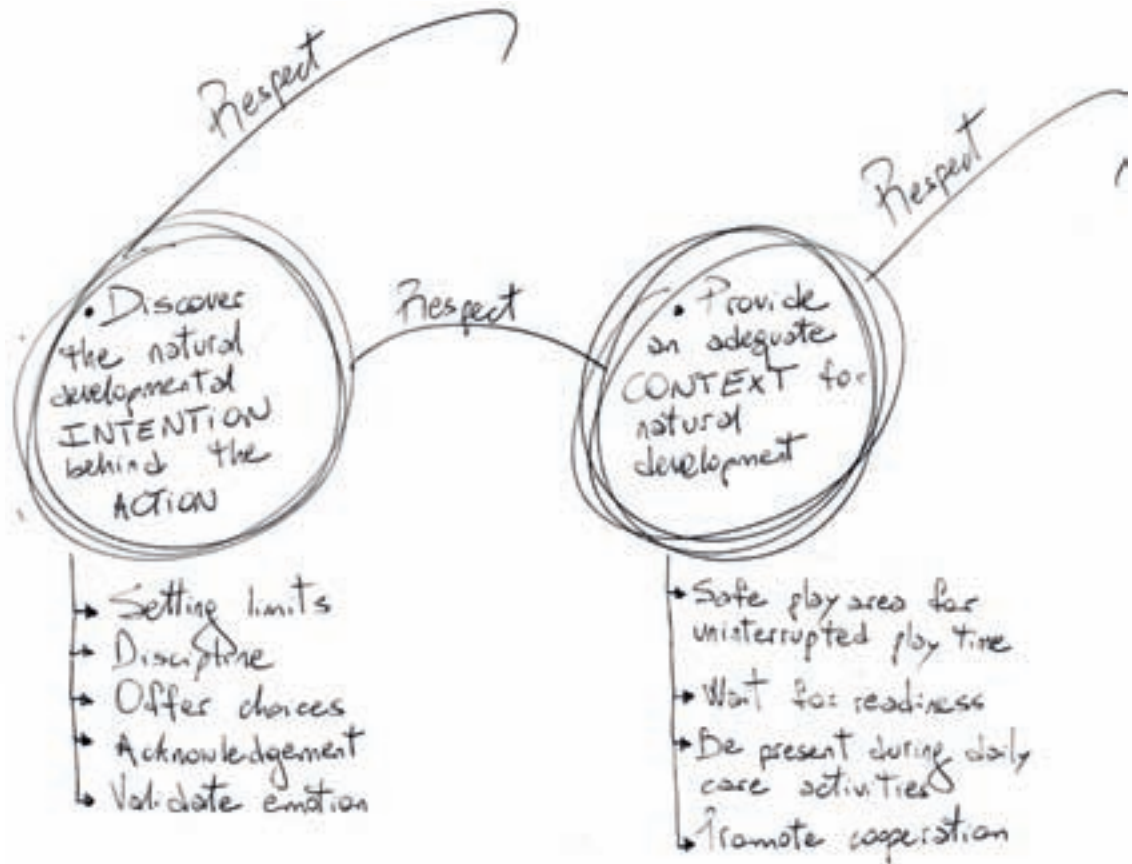 Respect
Respect
Respect
• Discover
the natural
developmental
INTENTION
behind the
ACTION
• Provide
an adequate
CONTEXT for
natural
development
Setting limits
Discipline
Offer choices
Acknowledgement
Validate emotion
Safe play area for
uninterrupted play time
Wait for readiness
Be present during daily
care activities
Promote cooperation